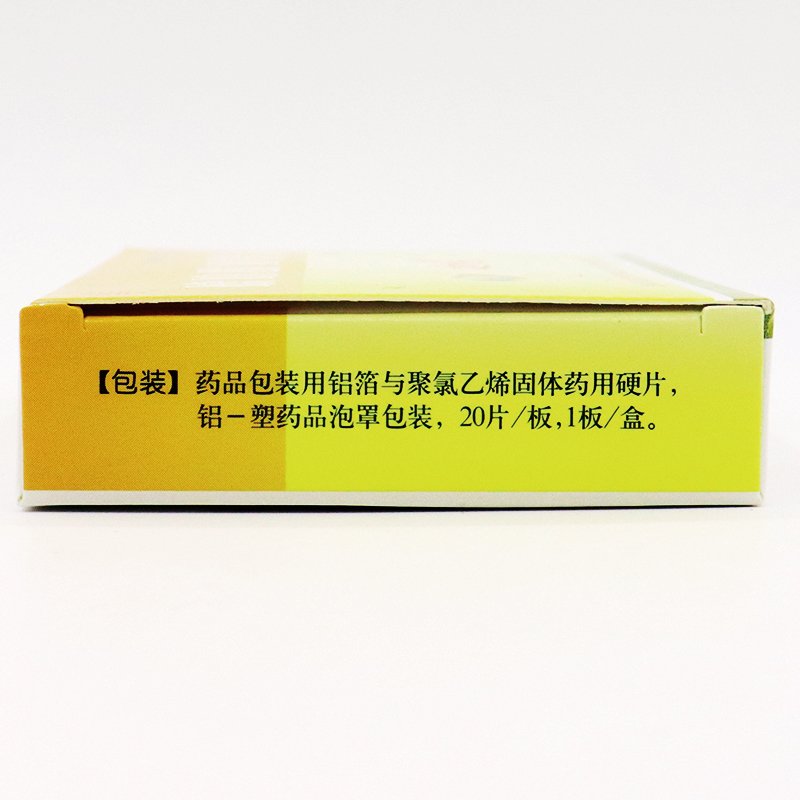 【包装】药品包装用铝箔与聚氯乙烯固体药用硬片，
铝－塑药品泡罩包装，20片/板，1板/盒。